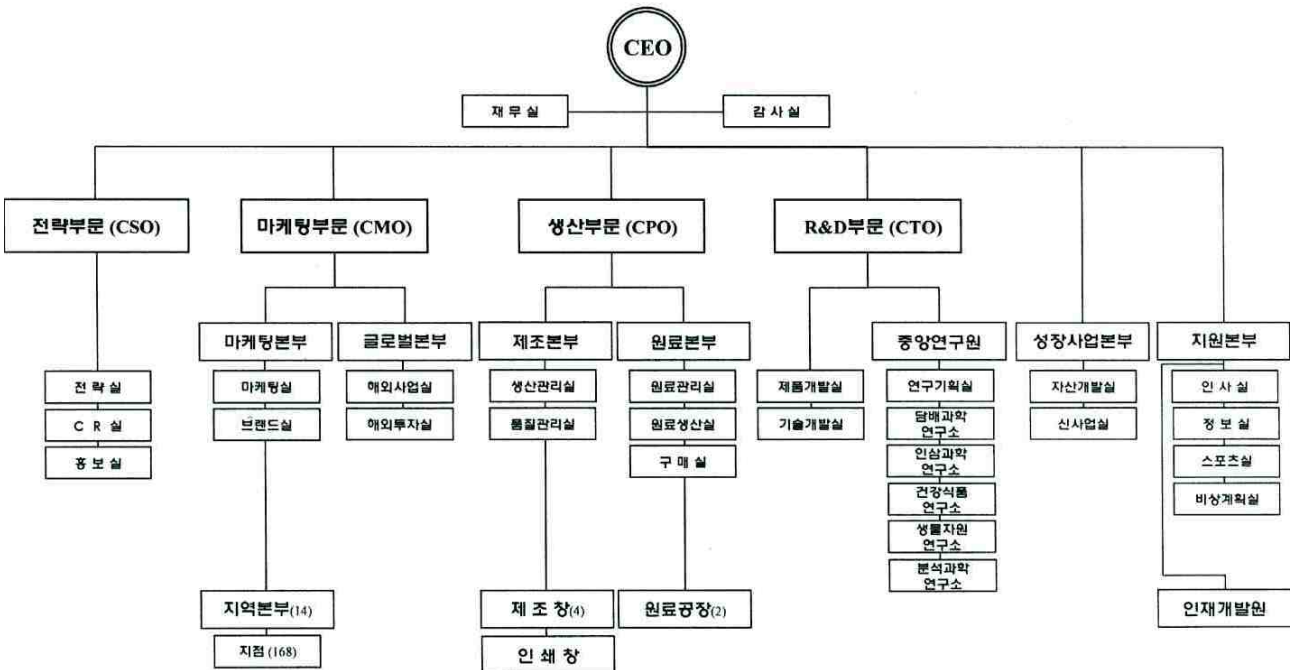 CEO
재 무 실
감 사 실
전략부문 (CSO)
마케팅부문 (CMO)
생산부문 (CPO)
R&D부문 (CTO)
마케팅본부
글로벌본부
제조본부
원료본부
중앙연구원
성장사업본부
지원본부
전 략 실
C R 실
홍 보 실
마케팅실
브랜드실
해외사업실
해외투자실
생산관리실
품질관리실
원료관리실
원료생산실
구 매 실
제품개발실
기술개발실
연구기획실
담배과학
연구소
인삼과학
연구소
건강식품
연구소
생물자원
연구소
분석과학
연구소
자산개발실
신사업실
인 사 실
정 보 실
스포츠실
비상계획실
지역본부(14)
지점 (168)
제 조 창(4)
인 쇄 창
원료공장(2)
인재개발원